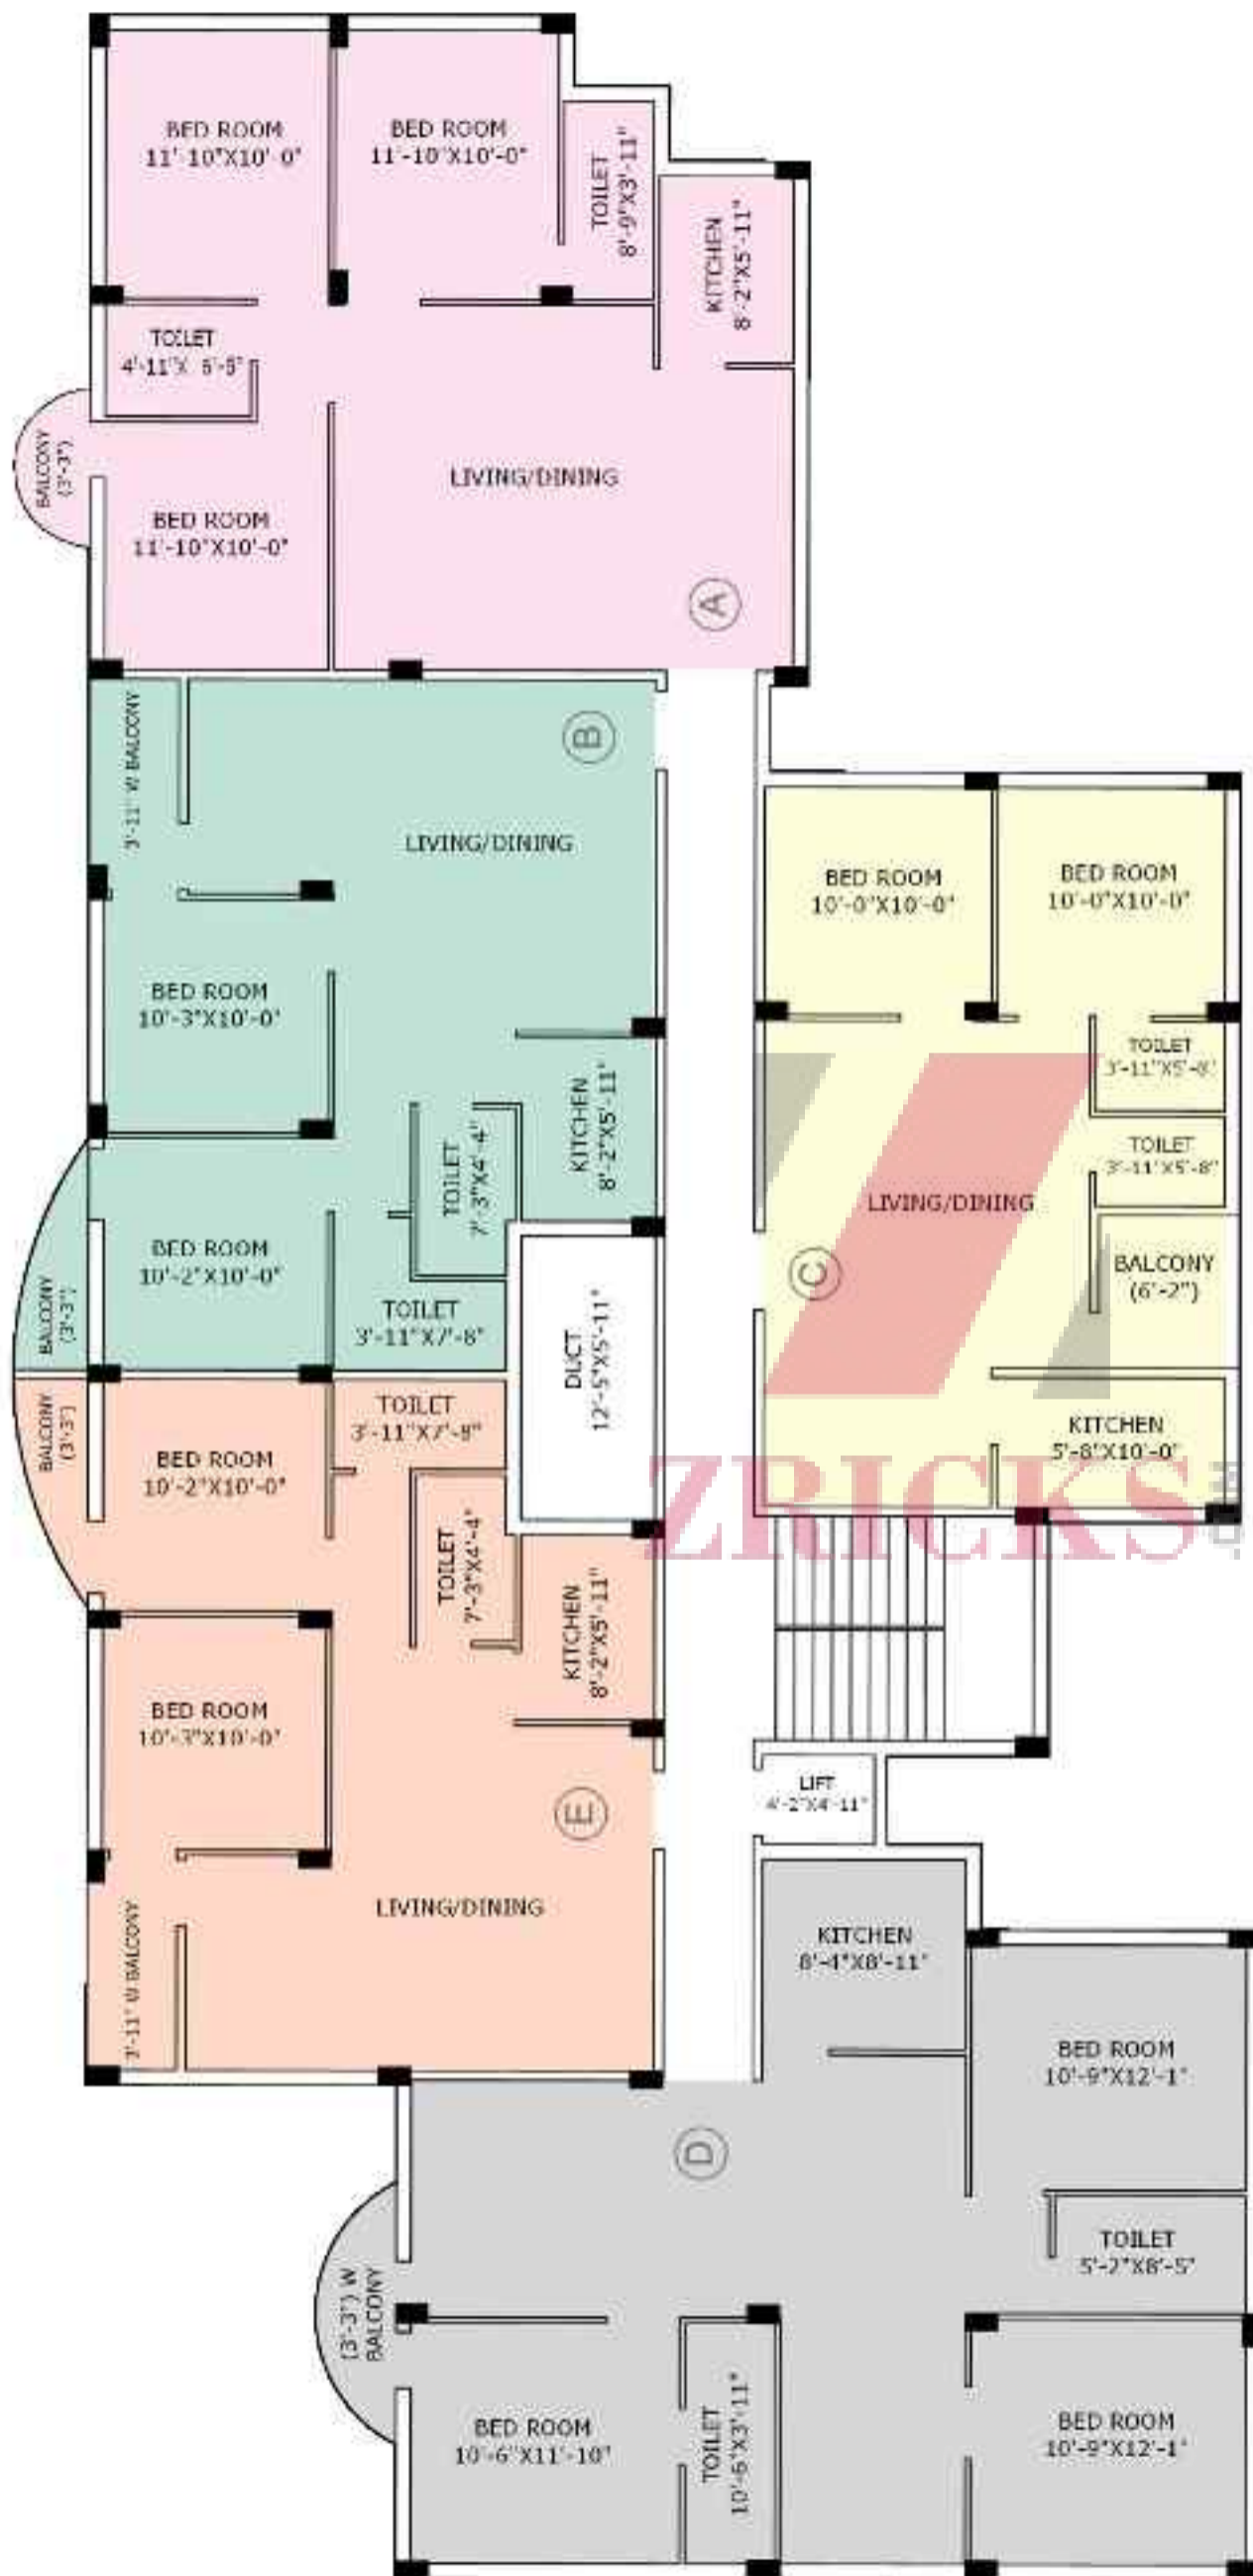 BED ROOM
11'-10"X10'-0"
BED ROOM
11'-10"X10'-0"
TOILET
8'-9"X3'-11"
KITCHEN
8'-2"X5'-11"
TOILET
4'-11"X
BALCONY
(3'-3")
LIVING/DINING
BED ROOM
11'-10"X10'-0"
A
3'-11" W BALCONY
B
LIVING/DINING
BED ROOM
10'-3"X10'-0"
BED ROOM
10'-0"X10'-0"
BED ROOM
10'-0"X10'-0"
TOILET
3'-11"X5'-8"
TOILET
3'-11"X5'-8"
KITCHEN
8'-2"X5'-11"
TOILET
7'-3"X4'-4"
LIVING/DINING
BED ROOM
10'-2"X10'-0"
C
BALCONY
(6'-2")
BALCONY
(3'-3")
TOILET
3'-11"X7'-8"
DUCT
12'-5"X5'-11"
BALCONY
(3'-3")
TOILET
3'-11"X7'-8"
BED ROOM
10'-2"X10'-0"
KITCHEN
5'-8"X10'-0"
ZRICKS
.COM
TOILET
7'-3"X4'-4"
KITCHEN
8'-2"X5'-11"
BED ROOM
10'-3"X10'-0"
E
LIFT
4'-2"X4'-11"
LIVING/DINING
3'-11" W BALCONY
KITCHEN
8'-4"X8'-11"
BED ROOM
10'-9"X12'-1"
D
TOILET
5'-2"X8'-5"
(3'-3") W
BALCONY
BED ROOM
10'-6"X11'-10"
TOILET
10'-6"X3'-11"
BED ROOM
10'-9"X12'-1"